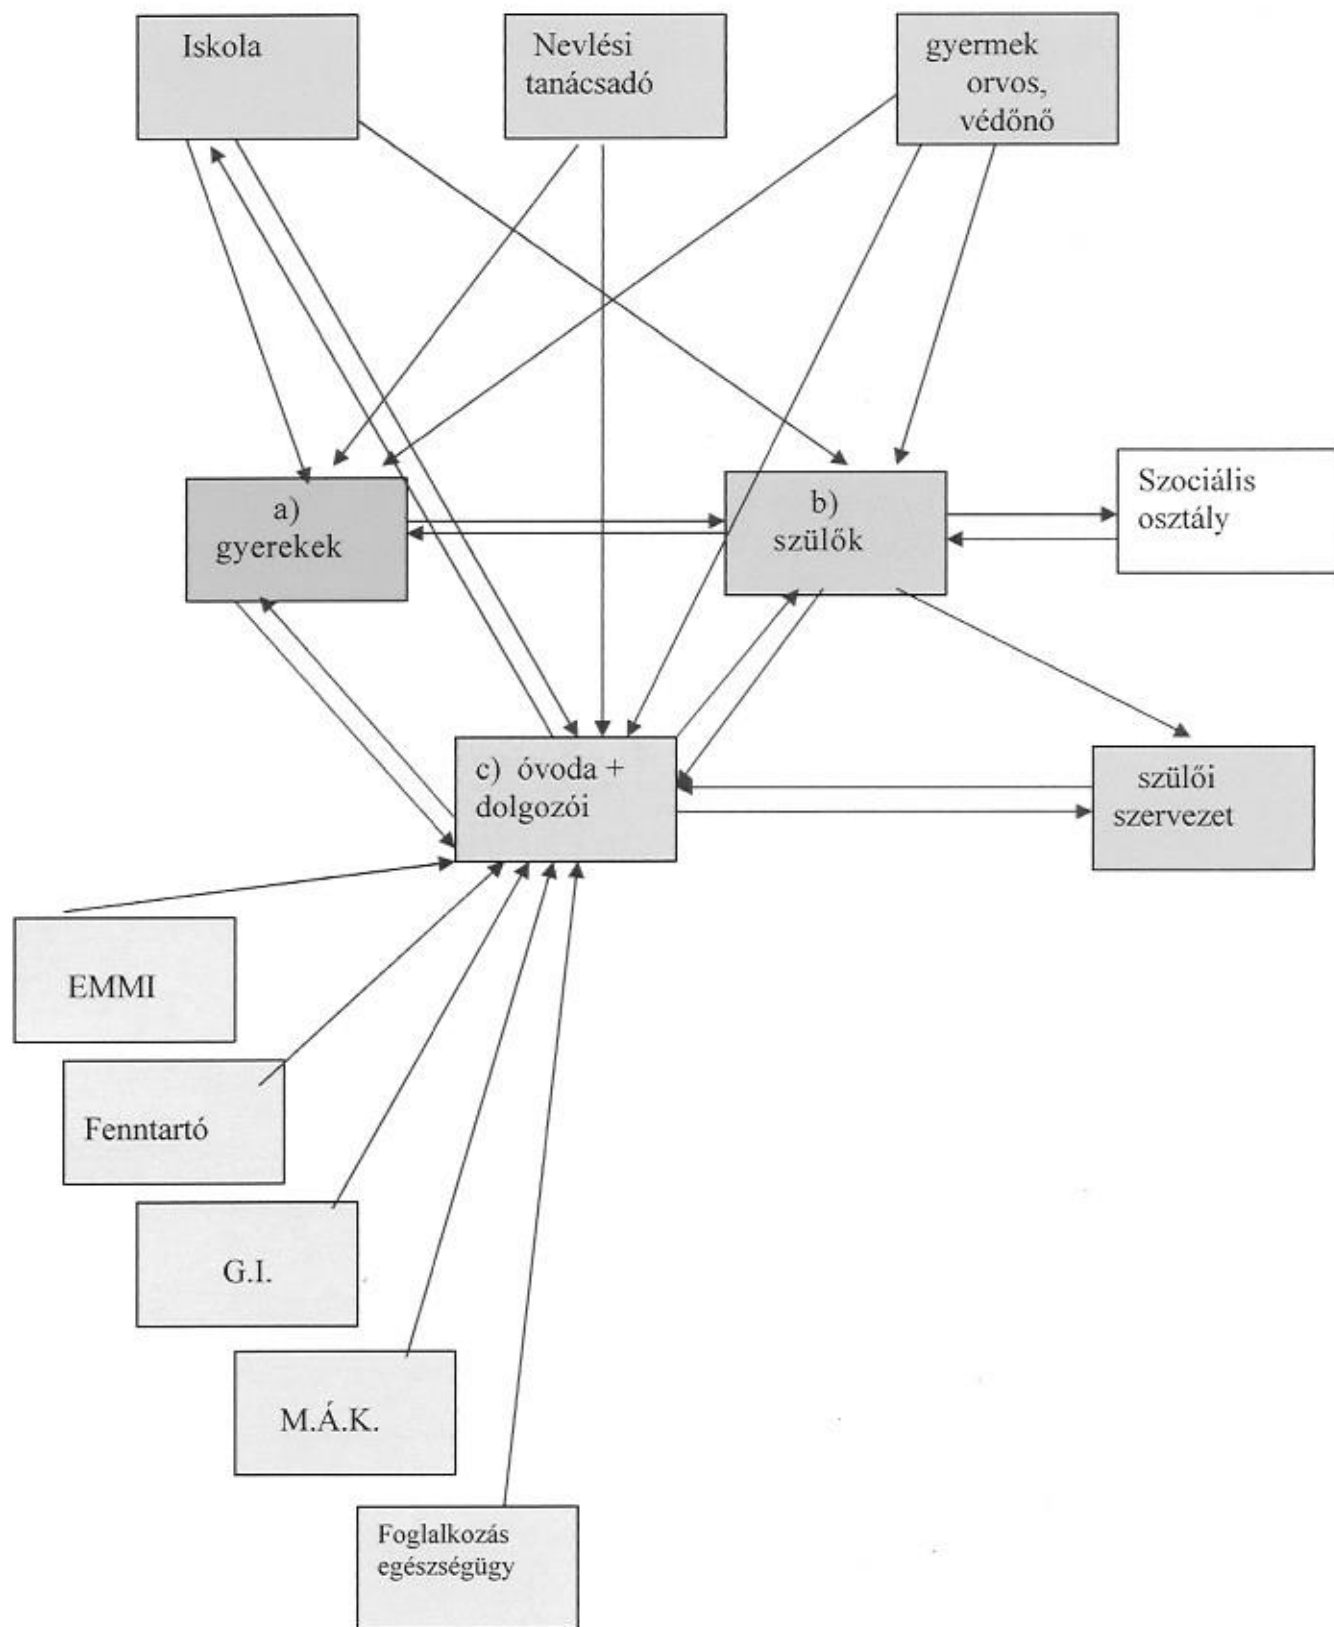 Iskola
Nevlési
tanácsadó
gyermek
orvos,
védőnő
a)
gyerekek
b)
szülők
Szociális
osztály
c) óvoda +
dolgozói
szülői
szervezet
EMMI
Fenntartó
G.I.
M.Á.K.
Foglalkozás
egészségügy